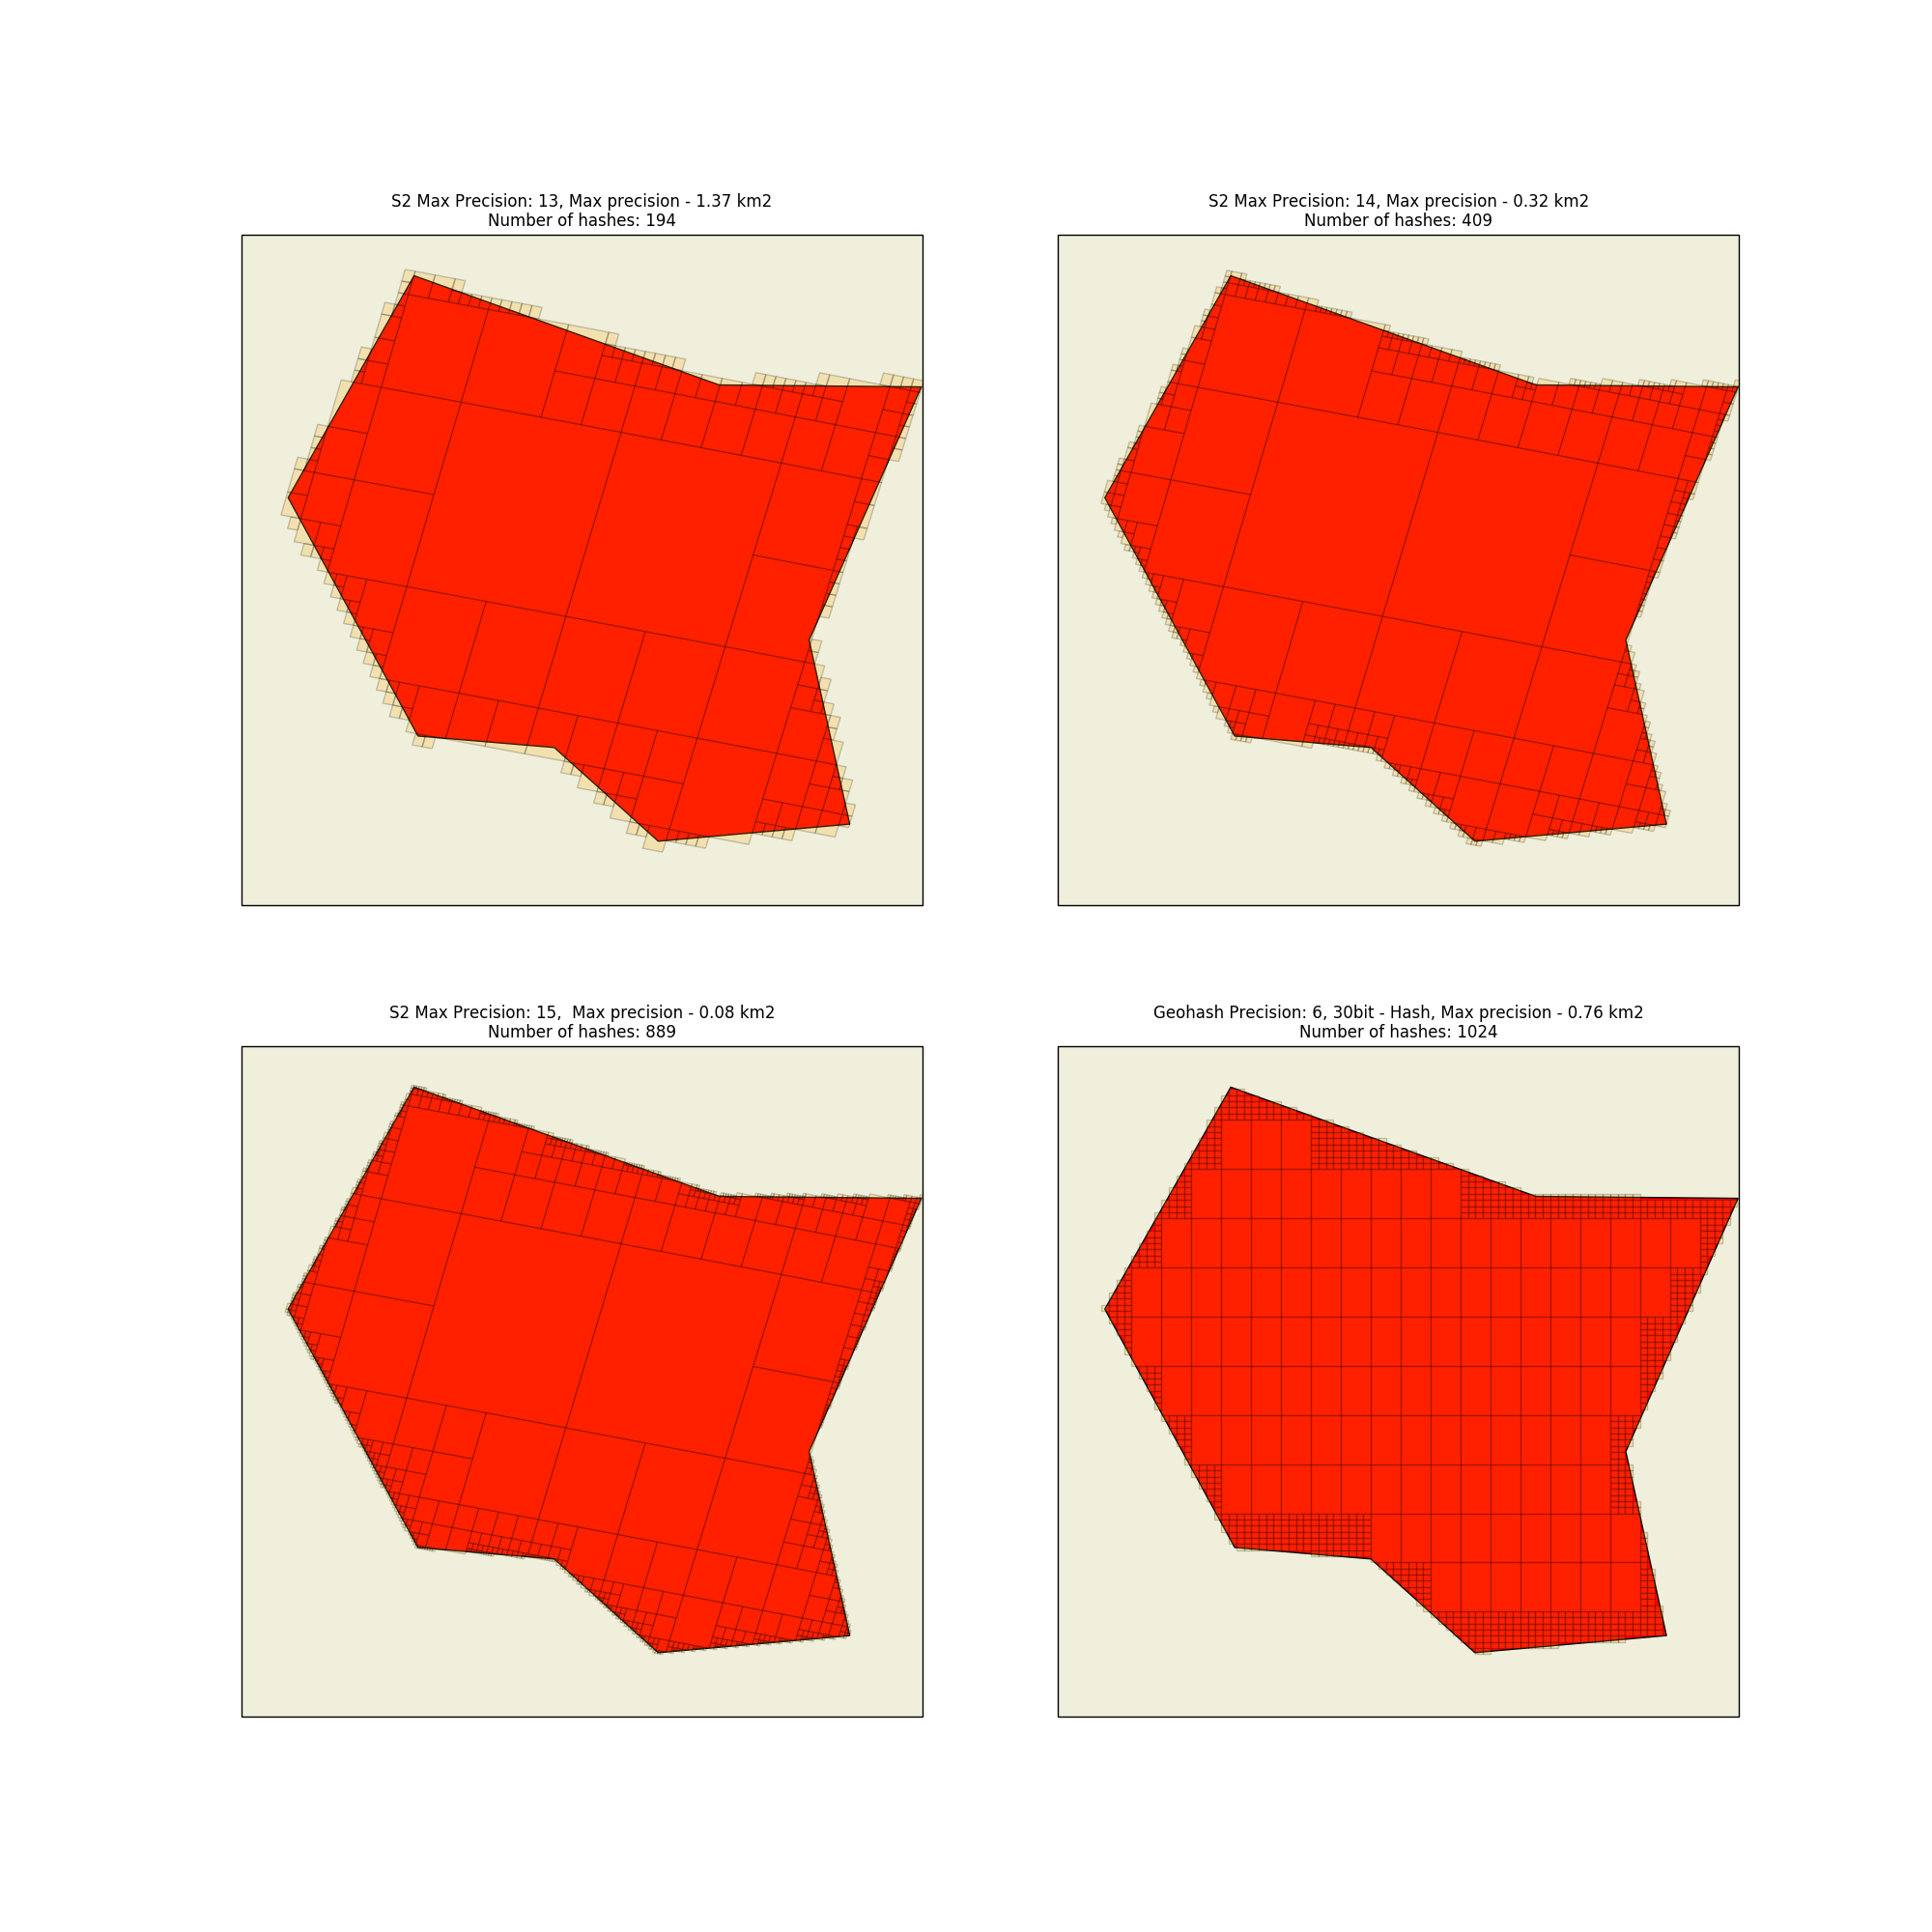 S2 Max Precision: 13, Max precision - 1.37 km2
Number of hashes: 194
S2 Max Precision: 14, Max precision - 0.32 km2
Number of hashes: 409
S2 Max Precision: 15,  Max precision - 0.08 km2
Number of hashes: 889
Geohash Precision: 6, 30bit - Hash, Max precision - 0.76 km2
Number of hashes: 1024